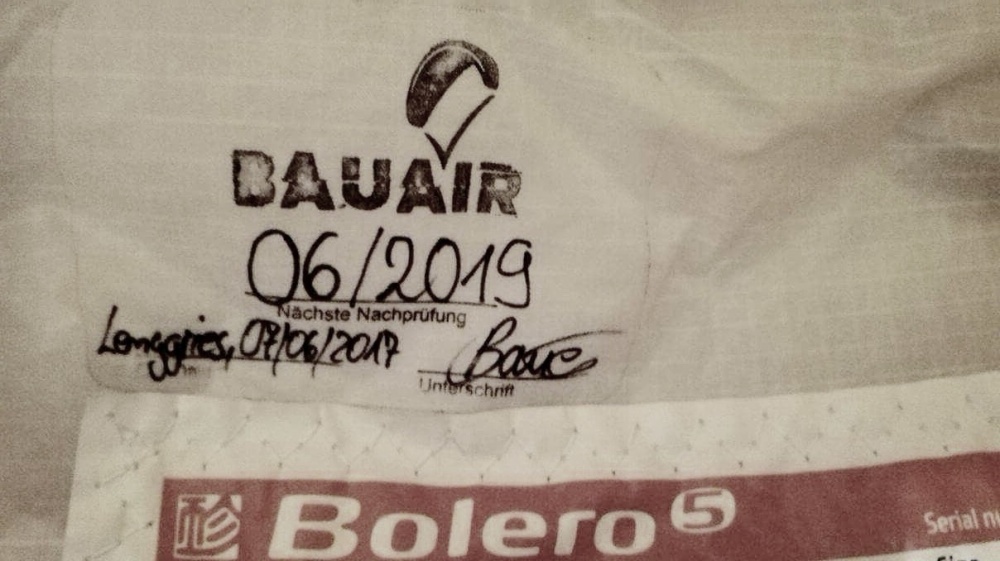 BAUAIR
06/2019
Nächste Nachprüfung
Lenggries, 07/06/2017
Unterschrift
Bolero 5
Serial